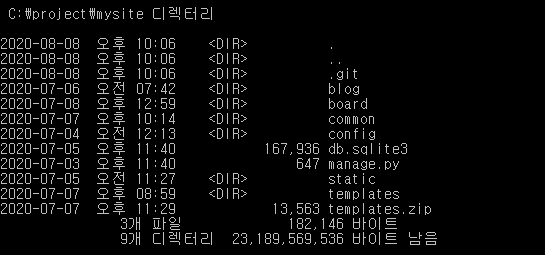 C:\project\mysite 디렉터리
2020-08-08 오후 10:06 <DIR> .
2020-08-08 오후 10:06 <DIR> ..
2020-08-08 오후 10:06 <DIR> .git
2020-07-06 오전 07:42 <DIR> blog
2020-07-08 오후 12:59 <DIR> board
2020-07-07 오후 10:14 <DIR> common
2020-07-04 오전 12:13 <DIR> config
2020-07-05 오후 11:40 167,936 db.sqlite3
2020-07-03 오후 11:40 647 manage.py
2020-07-05 오전 11:27 <DIR> static
2020-07-07 오후 08:59 <DIR> templates
2020-07-07 오후 11:29 13,563 templates.zip
3개 파일 182,146 바이트
9개 디렉터리 23,189,569,536 바이트 남음